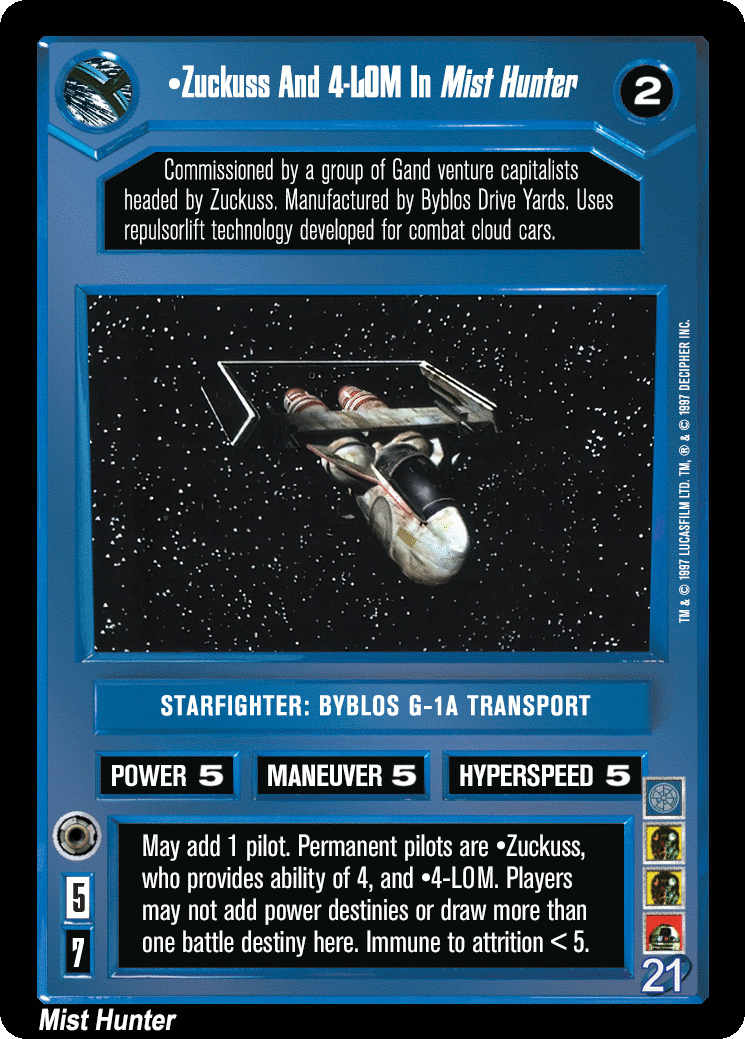 •Zuckuss And 4-LOM In Mist Hunter
2
Commissioned by a group of Gand venture capitalists
headed by Zuckuss. Manufactured by Byblos Drive Yards. Uses
repulsorlift technology developed for combat cloud cars.
TM & © 1997 LUCASFILM LTD. TM, ® & © 1997 DECIPHER INC.
STARFIGHTER: BYBLOS G-1A TRANSPORT
POWER 5
MANEUVER 5
HYPERSPEED 5
May add 1 pilot. Permanent pilots are •Zuckuss,
who provides ability of 4, and •4-LOM. Players
may not add power destinies or draw more than
one battle destiny here. Immune to attrition < 5.
5
7
21
Mist Hunter